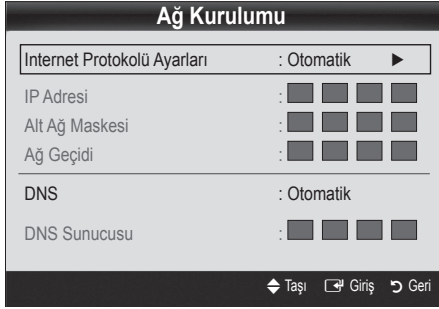 Ağ Kurulumu
Internet Protokolü Ayarları : Otomatik ►
IP Adresi :
Alt Ağ Maskesi :
Ağ Geçidi :
DNS : Otomatik
DNS Sunucusu :
Taşı Giriş Geri